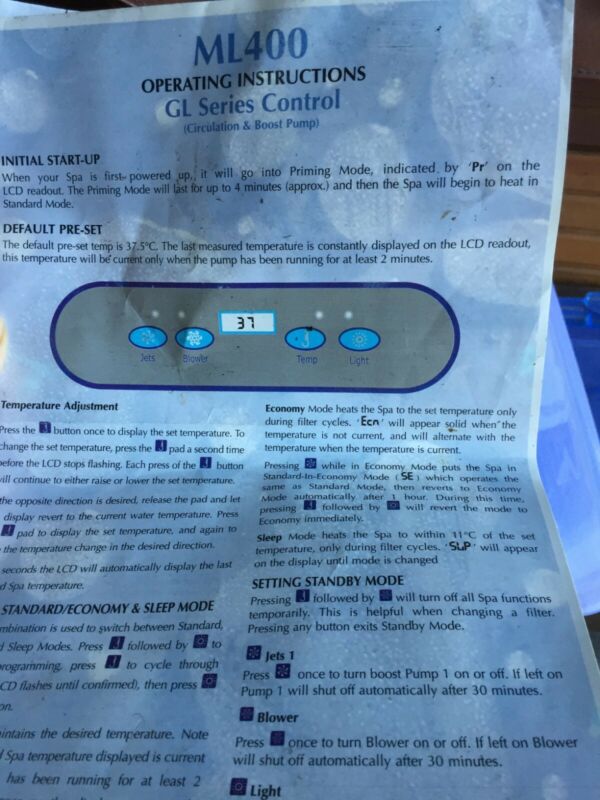 ML400
OPERATING INSTRUCTIONS
GL Series Control
(Circulation & Boost Pump)
INITIAL START-UP
When your Spa is first powered up, it will go into Priming Mode, indicated by 'Pr' on the
LCD readout. The Priming Mode will last for up to 4 minutes (approx.) and then the Spa will begin to heat in
Standard Mode.
DEFAULT PRE-SET
The default pre-set temp is 37.5°C. The last measured temperature is constantly displayed on the LCD readout,
this temperature will be current only when the pump has been running for at least 2 minutes.
37
Jets Blower Temp Light
Temperature Adjustment
Press the button once to display the set temperature. To
change the set temperature, press the pad a second time
before the LCD stops flashing. Each press of the button
will continue to either raise or lower the set temperature.
the opposite direction is desired, release the pad and let
display revert to the current water temperature. Press
pad to display the set temperature, and again to
the temperature change in the desired direction.
seconds the LCD will automatically display the last
d Spa temperature.
STANDARD/ECONOMY & SLEEP MODE
mbination is used to switch between Standard,
d Sleep Modes. Press followed by to
rogramming, press to cycle through
CD flashes until confirmed), then press
on.
intains the desired temperature. Note
d Spa temperature displayed is current
has been running for at least 2
Economy Mode heats the Spa to the set temperature only
during filter cycles. 'Ecn' will appear solid when the
temperature is not current, and will alternate with the
temperature when the temperature is current.
Pressing while in Economy Mode puts the Spa in
Standard-In-Economy Mode (SE) which operates the
same as Standard Mode, then reverts to Economy
Mode automatically after 1 hour. During this time,
pressing followed by will revert the mode to
Economy immediately.
Sleep Mode heats the Spa to within 11°C of the set
temperature, only during filter cycles. 'SLP' will appear
on the display until mode is changed
SETTING STANDBY MODE
Pressing followed by will turn off all Spa functions
temporarily. This is helpful when changing a filter.
Pressing any button exits Standby Mode.
Jets 1
Press once to turn boost Pump 1 on or off. If left on
Pump 1 will shut off automatically after 30 minutes.
Blower
Press once to turn Blower on or off. If left on Blower
will shut off automatically after 30 minutes.
Light